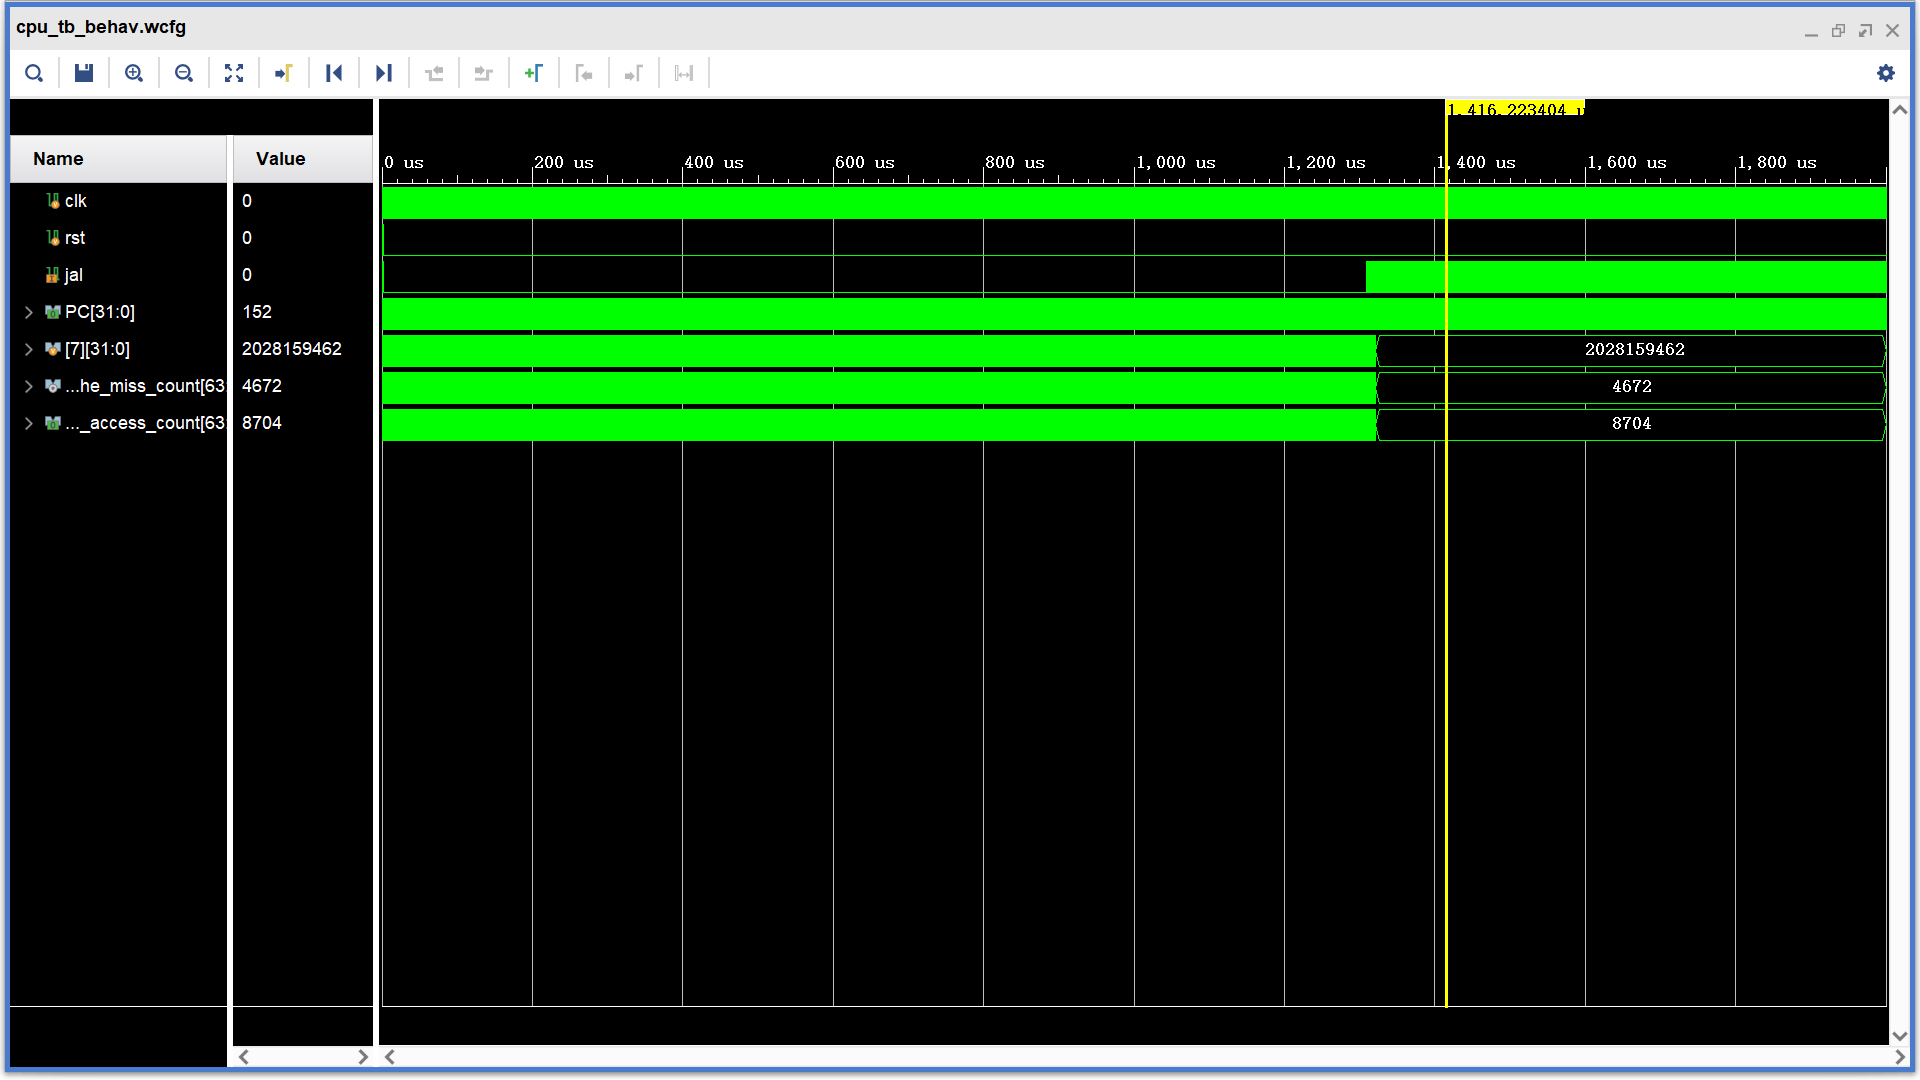 cpu_tb_behav.wcfg
1,416.223404 u
Name Value 0 us 200 us 400 us 600 us 800 us 1,000 us 1,200 us 1,400 us 1,600 us 1,800 us
clk 0
rst 0
jal 0
PC[31:0] 152
[7][31:0] 2028159462 2028159462
...he_miss_count[63: 4672 4672
..._access_count[63: 8704 8704